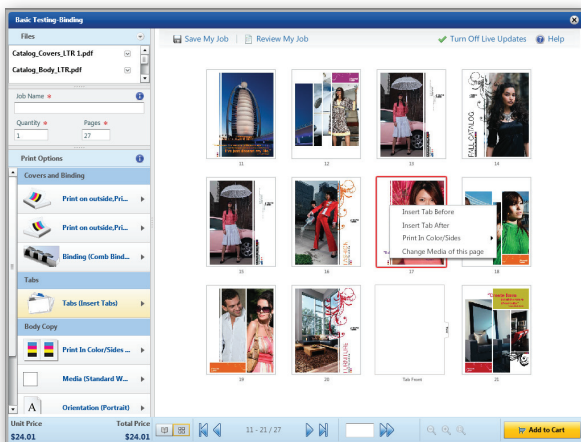 Basic Testing-Binding
Files
Catalog_Covers_LTR 1.pdf
Catalog_Body_LTR.pdf
Job Name *
Quantity * Pages *
1 27
Print Options
Covers and Binding
Print on outside,Pri...
Print on outside,Pri...
Binding (Comb Bind...
Tabs
Tabs (Insert Tabs)
Body Copy
Print In Color/Sides ...
Media (Standard W...
Orientation (Portrait)
Unit Price Total Price
$24.01 $24.01
Save My Job Review My Job Turn Off Live Updates Help
11 12 13 14
FALL CATALOG
15 16 17 18
Insert Tab Before
Insert Tab After
Print In Color/Sides
Change Media of this page
FURNITURE
19 20 Tab Front 21
11 - 21 / 27
Add to Cart